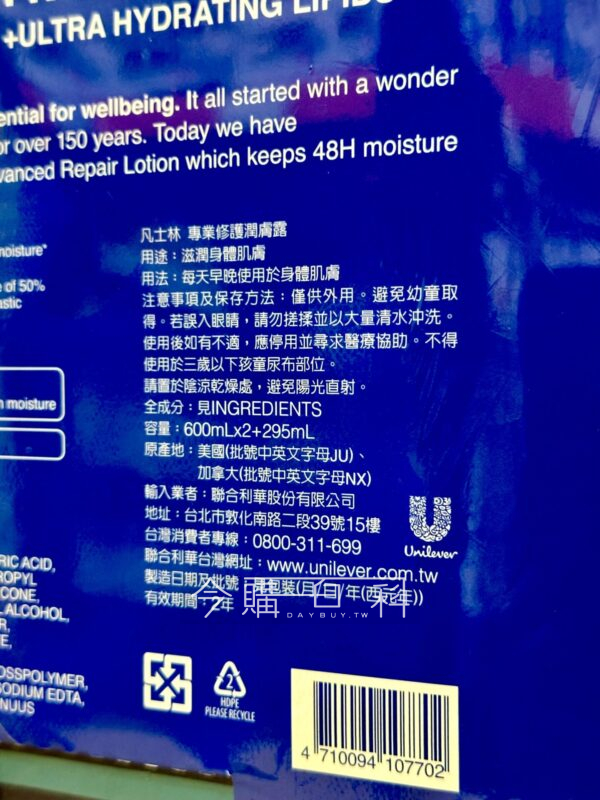 +ULTRA HYDRATING LIPIDS
ential for wellbeing. It all started with a wonder
or over 150 years. Today we have
vanced Repair Lotion which keeps 48H moisture
凡士林 專業修護潤膚露
用途：滋潤身體肌膚
用法：每天早晚使用於身體肌膚
注意事項及保存方法：僅供外用。避免幼童取
得。若誤入眼睛，請勿搓揉並以大量清水沖洗。
使用後如有不適，應停用並尋求醫療協助。不得
使用於三歲以下孩童尿布部位。
請置於陰涼乾燥處，避免陽光直射。
全成分：見INGREDIENTS
容量：600mLx2+295mL
原產地：美國(批號中英文字母JU)、
加拿大(批號中英文字母NX)
輸入業者：聯合利華股份有限公司
地址：台北市敦化南路二段39號15樓
台灣消費者專線：0800-311-699
聯合利華台灣網址：www.unilever.com.tw
製造日期及批號：見包裝(月/日/年(西元年))
有效期間：2年
moisture*
e of 50%
astic
n moisture
RIC ACID,
ROPYL
CONE,
ALCOHOL,
R,
E,
OSSPOLYMER,
SODIUM EDTA,
NUUS
Unilever
今購百科
DAYBUY.TW
2
HDPE
PLEASE RECYCLE
4 710094 107702